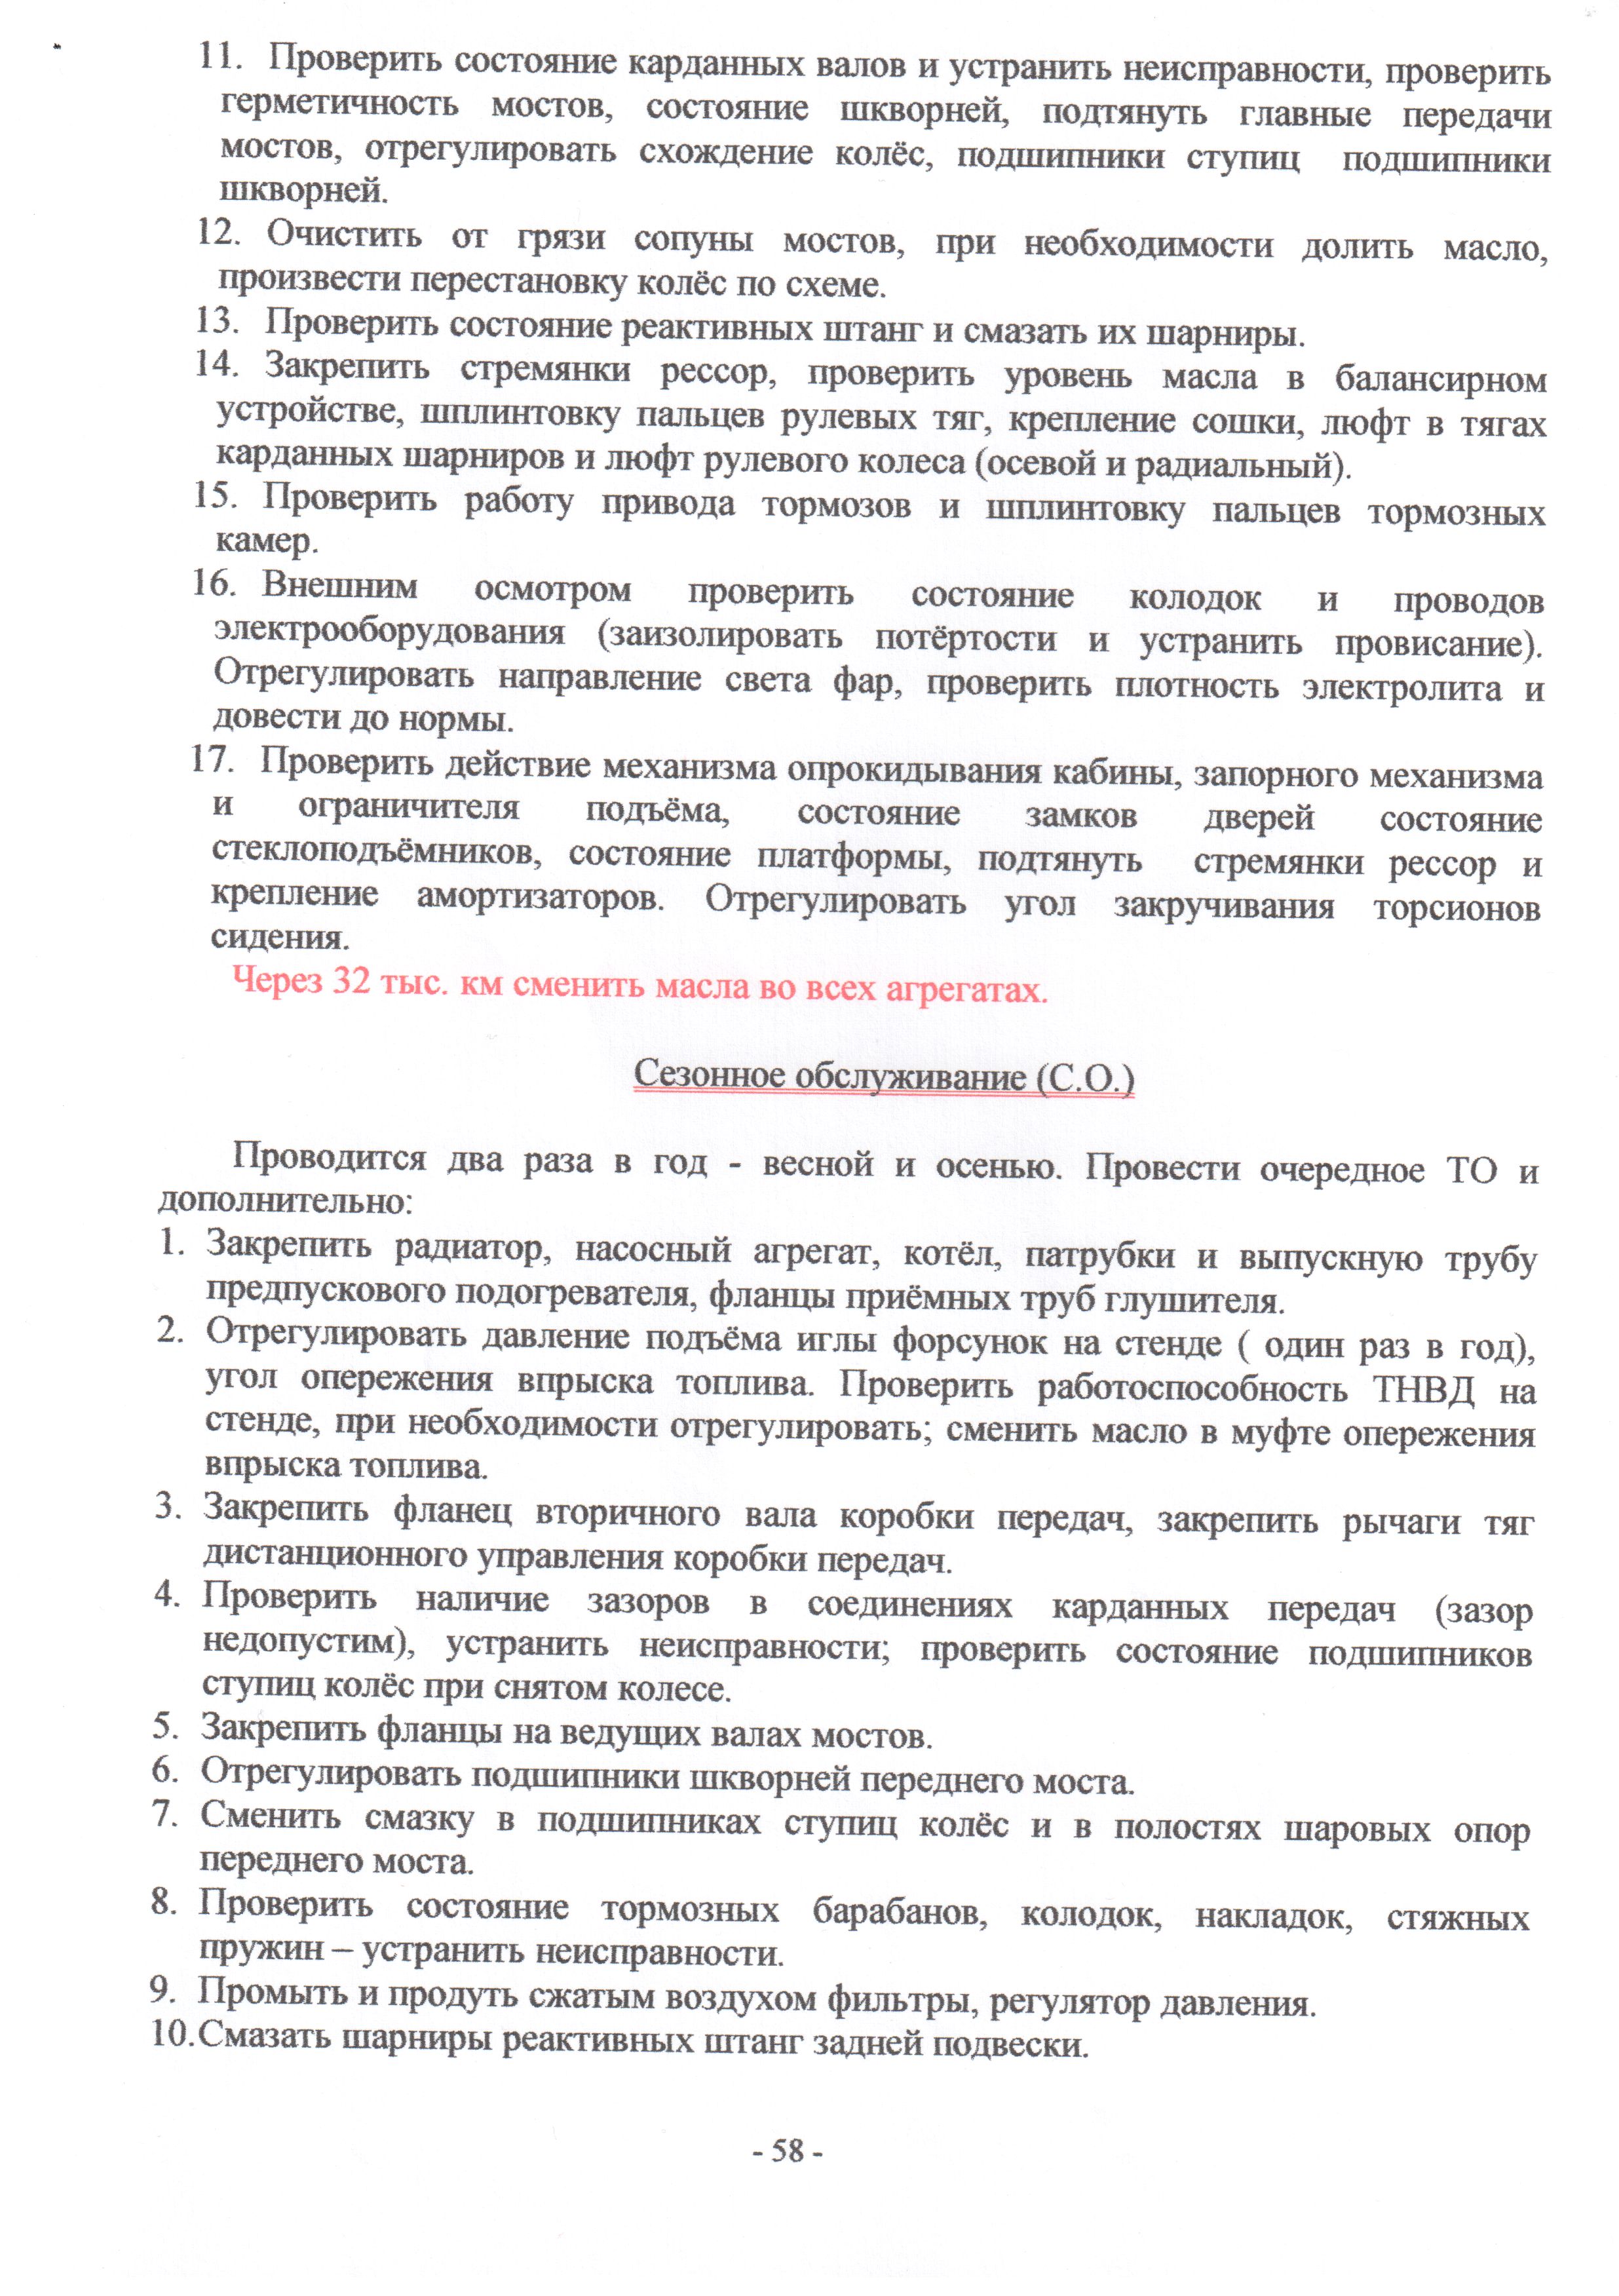 11. Проверить состояние карданных валов и устранить неисправности, проверить
герметичность мостов, состояние шкворней, подтянуть главные передачи
мостов, отрегулировать схождение колёс, подшипники ступиц подшипники
шкворней.
12. Очистить от грязи сопуны мостов, при необходимости долить масло,
произвести перестановку колёс по схеме.
13. Проверить состояние реактивных штанг и смазать их шарниры.
14. Закрепить стремянки рессор, проверить уровень масла в балансирном
устройстве, шплинтовку пальцев рулевых тяг, крепление сошки, люфт в тягах
карданных шарниров и люфт рулевого колеса (осевой и радиальный).
15. Проверить работу привода тормозов и шплинтовку пальцев тормозных
камер.
16. Внешним осмотром проверить состояние колодок и проводов
электрооборудования (заизолировать потёртости и устранить провисание).
Отрегулировать направление света фар, проверить плотность электролита и
довести до нормы.
17. Проверить действие механизма опрокидывания кабины, запорного механизма
и ограничителя подъёма, состояние замков дверей состояние
стеклоподъёмников, состояние платформы, подтянуть стремянки рессор и
крепление амортизаторов. Отрегулировать угол закручивания торсионов
сидения.
Через 32 тыс. км сменить масла во всех агрегатах.
Сезонное обслуживание (С.О.)
Проводится два раза в год - весной и осенью. Провести очередное ТО и
дополнительно:
1. Закрепить радиатор, насосный агрегат, котёл, патрубки и выпускную трубу
предпускового подогревателя, фланцы приёмных труб глушителя.
2. Отрегулировать давление подъёма иглы форсунок на стенде ( один раз в год),
угол опережения впрыска топлива. Проверить работоспособность ТНВД на
стенде, при необходимости отрегулировать; сменить масло в муфте опережения
впрыска топлива.
3. Закрепить фланец вторичного вала коробки передач, закрепить рычаги тяг
дистанционного управления коробки передач.
4. Проверить наличие зазоров в соединениях карданных передач (зазор
недопустим), устранить неисправности; проверить состояние подшипников
ступиц колёс при снятом колесе.
5. Закрепить фланцы на ведущих валах мостов.
6. Отрегулировать подшипники шкворней переднего моста.
7. Сменить смазку в подшипниках ступиц колёс и в полостях шаровых опор
переднего моста.
8. Проверить состояние тормозных барабанов, колодок, накладок, стяжных
пружин – устранить неисправности.
9. Промыть и продуть сжатым воздухом фильтры, регулятор давления.
10.Смазать шарниры реактивных штанг задней подвески.
- 58 -